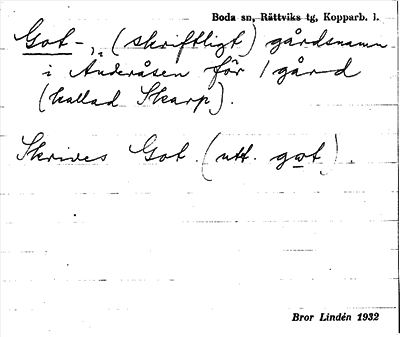 Boda sn, Rättviks tg, Kopparb. l.
Got-, (skriftligt) gårdsnamn
i Anderåsen för 1 gård
(kallad Skarp).
Skrives Got. (utt. got).
Bror Lindén 1932